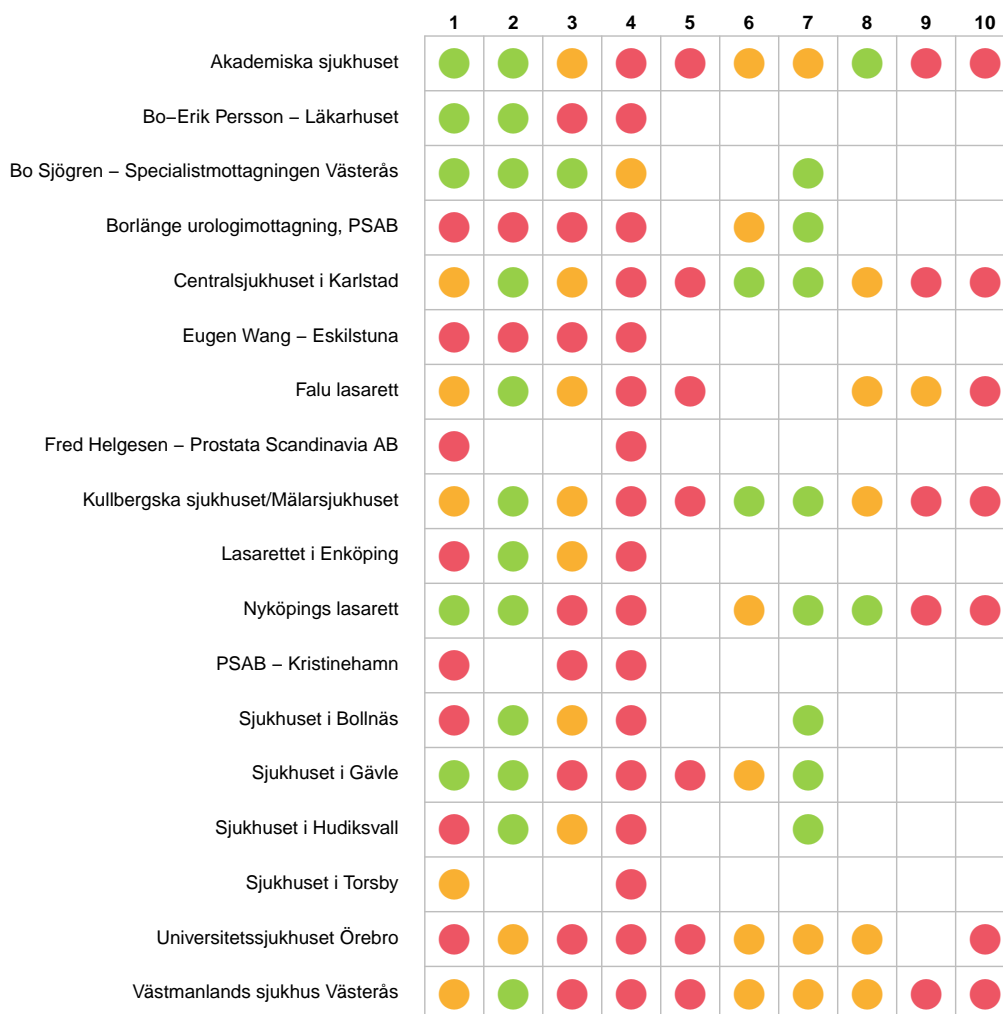 1 2 3 4 5 6 7 8 9 10
Akademiska sjukhuset
Bo−Erik Persson − Läkarhuset
Bo Sjögren − Specialistmottagningen Västerås
Borlänge urologimottagning, PSAB
Centralsjukhuset i Karlstad
Eugen Wang − Eskilstuna
Falu lasarett
Fred Helgesen − Prostata Scandinavia AB
Kullbergska sjukhuset/Mälarsjukhuset
Lasarettet i Enköping
Nyköpings lasarett
PSAB − Kristinehamn
Sjukhuset i Bollnäs
Sjukhuset i Gävle
Sjukhuset i Hudiksvall
Sjukhuset i Torsby
Universitetssjukhuset Örebro
Västmanlands sjukhus Västerås